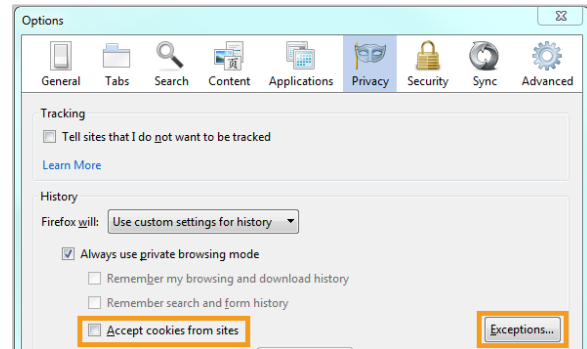 Options
General Tabs Search Content Applications Privacy Security Sync Advanced
Tracking
Tell sites that I do not want to be tracked
Learn More
History
Firefox will: Use custom settings for history
Always use private browsing mode
Remember my browsing and download history
Remember search and form history
Accept cookies from sites Exceptions...